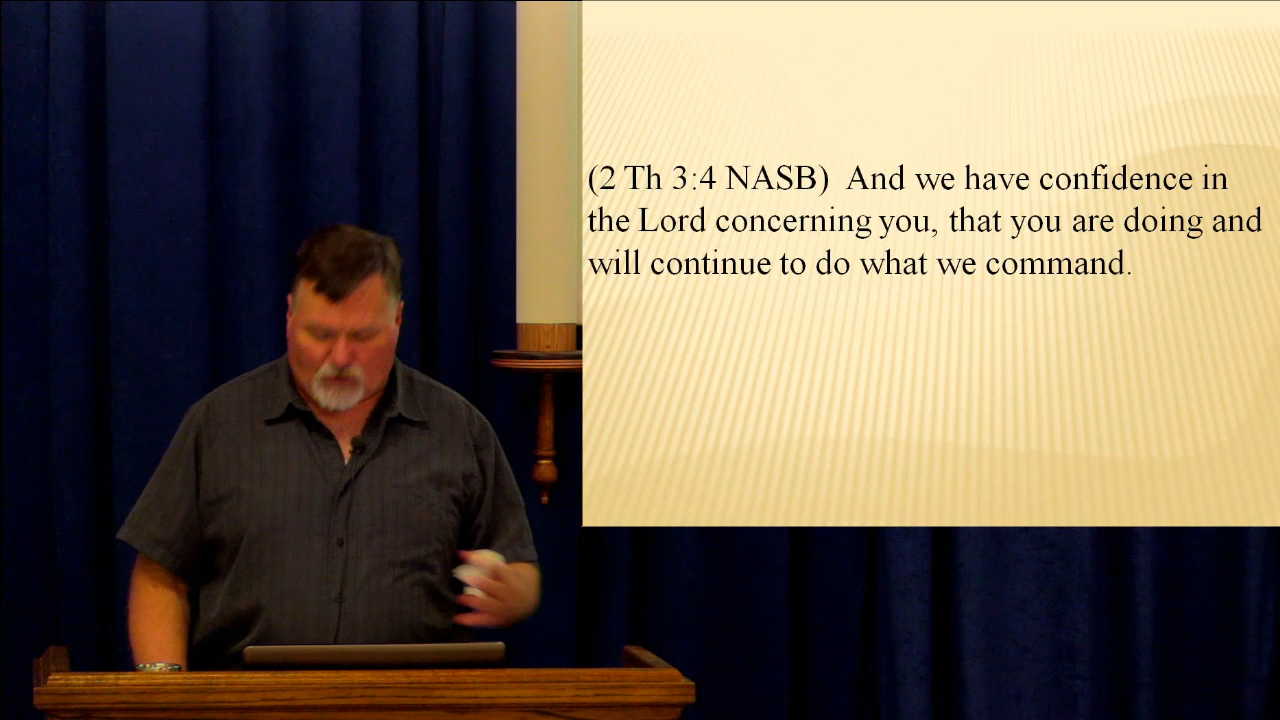 (2 Th 3:4 NASB)  And we have confidence in
the Lord concerning you, that you are doing and
will continue to do what we command.